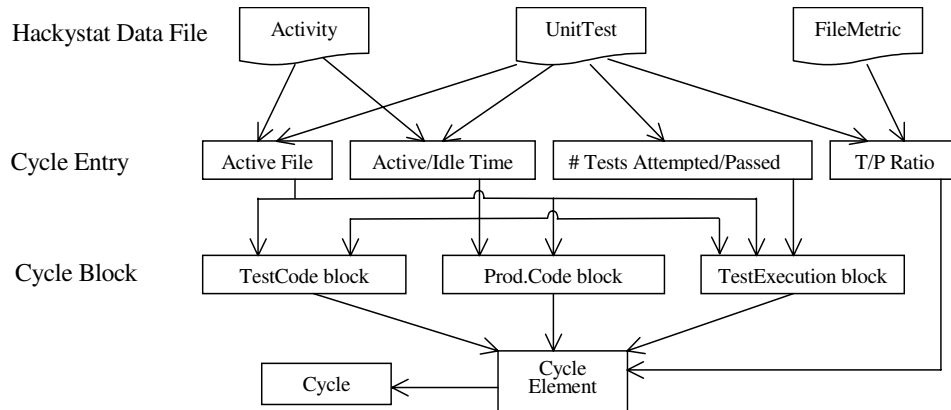 Hackystat Data File
Activity
UnitTest
FileMetric
Cycle Entry
Active File
Active/Idle Time
# Tests Attempted/Passed
T/P Ratio
Cycle Block
TestCode block
Prod.Code block
TestExecution block
Cycle
Cycle
Element